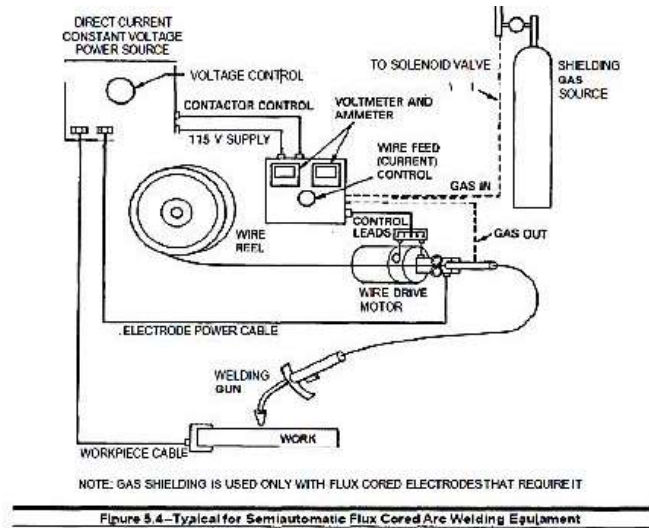 DIRECT CURRENT
CONSTANT VOLTAGE
POWER SOURCE
VOLTAGE CONTROL
CONTACTOR CONTROL
115 V SUPPLY
VOLTMETER AND
AMMETER
WIRE FEED
(CURRENT)
CONTROL
TO SOLENOID VALVE
SHIELDING
GAS
SOURCE
GAS IN
GAS OUT
WIRE
REEL
CONTROL
LEADS
WIRE DRIVE
MOTOR
ELECTRODE POWER CABLE
WELDING
GUN
WORK
WORKPIECE CABLE
NOTE: GAS SHIELDING IS USED ONLY WITH FLUX CORED ELECTRODES THAT REQUIRE IT
Figure 5.4–Typical for Semiautomatic Flux Cored Arc Welding Equipment